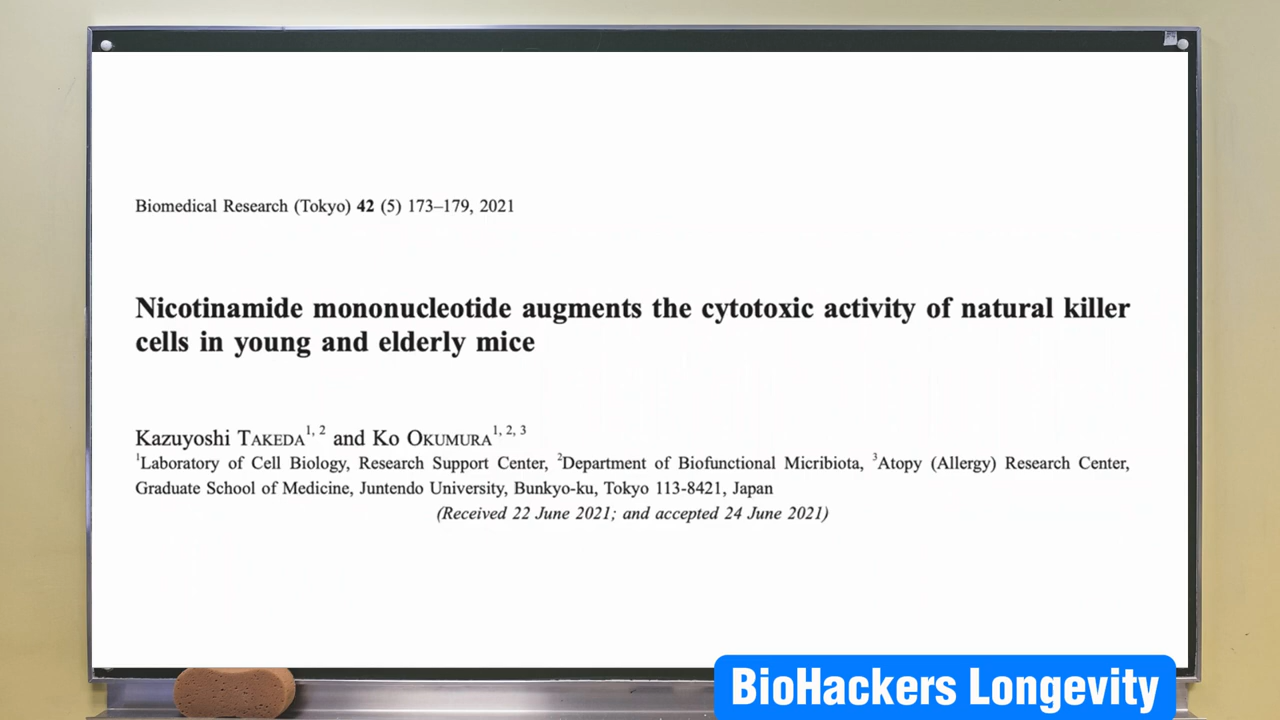 Biomedical Research (Tokyo) 42 (5) 173–179, 2021
Nicotinamide mononucleotide augments the cytotoxic activity of natural killer
cells in young and elderly mice
Kazuyoshi TAKEDA1, 2 and Ko OKUMURA1, 2, 3
1Laboratory of Cell Biology, Research Support Center, 2Department of Biofunctional Micribiota, 3Atopy (Allergy) Research Center,
Graduate School of Medicine, Juntendo University, Bunkyo-ku, Tokyo 113-8421, Japan
(Received 22 June 2021; and accepted 24 June 2021)
BioHackers Longevity